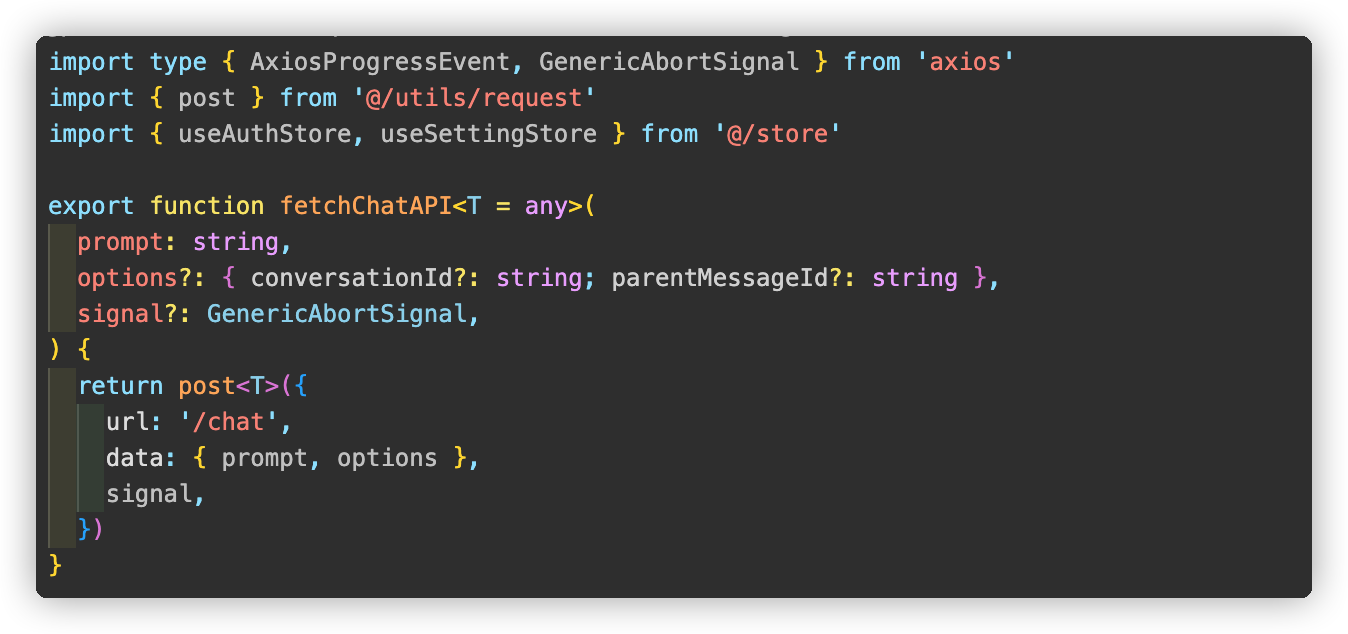 import type { AxiosProgressEvent, GenericAbortSignal } from 'axios'
import { post } from '@/utils/request'
import { useAuthStore, useSettingStore } from '@/store'

export function fetchChatAPI<T = any>(
  prompt: string,
  options?: { conversationId?: string; parentMessageId?: string },
  signal?: GenericAbortSignal,
) {
  return post<T>({
    url: '/chat',
    data: { prompt, options },
    signal,
  })
}